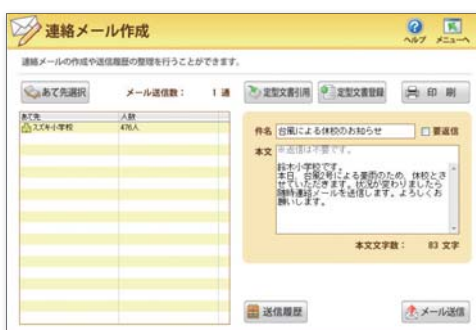 連絡メール作成
ヘルプ
メニューへ
連絡メールの作成や送信履歴の整理を行うことができます。
あて先選択
メール送信数: 1 通
定型文書引用
定型文書登録
印 刷
あて先 人数
スズキ小学校 476人
件名 台風による休校のお知らせ
要返信
本文 ※返信は不要です。
鈴木小学校です。
本日、台風2号による豪雨のため、休校とさ
せていただきます。状況が変わりましたら
随時連絡メールを送信します。よろしくお
願いします。
本文文字数: 83 文字
送信履歴
メール送信